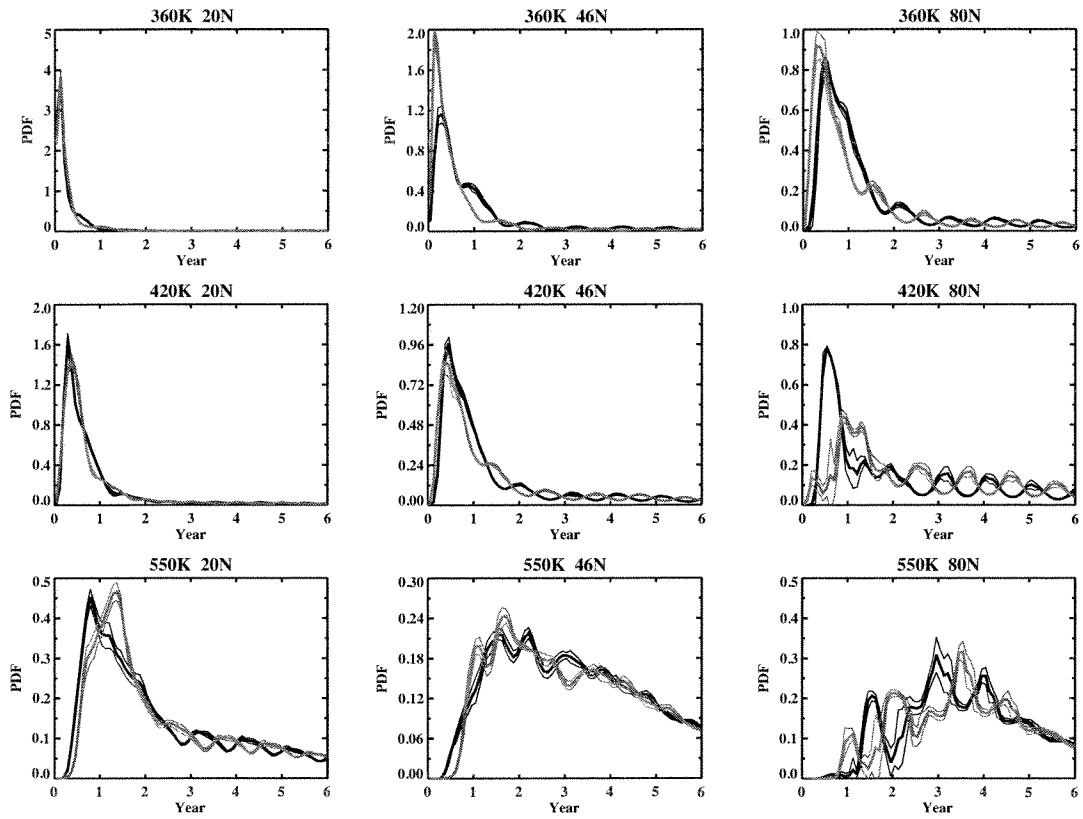 360K 20N
360K 46N
360K 80N
PDF
5
4
3
2
1
0
0 1 2 3 4 5 6
Year
PDF
2.0
1.6
1.2
0.8
0.4
0.0
0 1 2 3 4 5 6
Year
PDF
1.0
0.8
0.6
0.4
0.2
0.0
0 1 2 3 4 5 6
Year
420K 20N
420K 46N
420K 80N
PDF
2.0
1.6
1.2
0.8
0.4
0.0
0 1 2 3 4 5 6
Year
PDF
1.20
0.96
0.72
0.48
0.24
0.00
0 1 2 3 4 5 6
Year
PDF
1.0
0.8
0.6
0.4
0.2
0.0
0 1 2 3 4 5 6
Year
550K 20N
550K 46N
550K 80N
PDF
0.5
0.4
0.3
0.2
0.1
0.0
0 1 2 3 4 5 6
Year
PDF
0.30
0.24
0.18
0.12
0.06
0.00
0 1 2 3 4 5 6
Year
PDF
0.5
0.4
0.3
0.2
0.1
0.0
0 1 2 3 4 5 6
Year